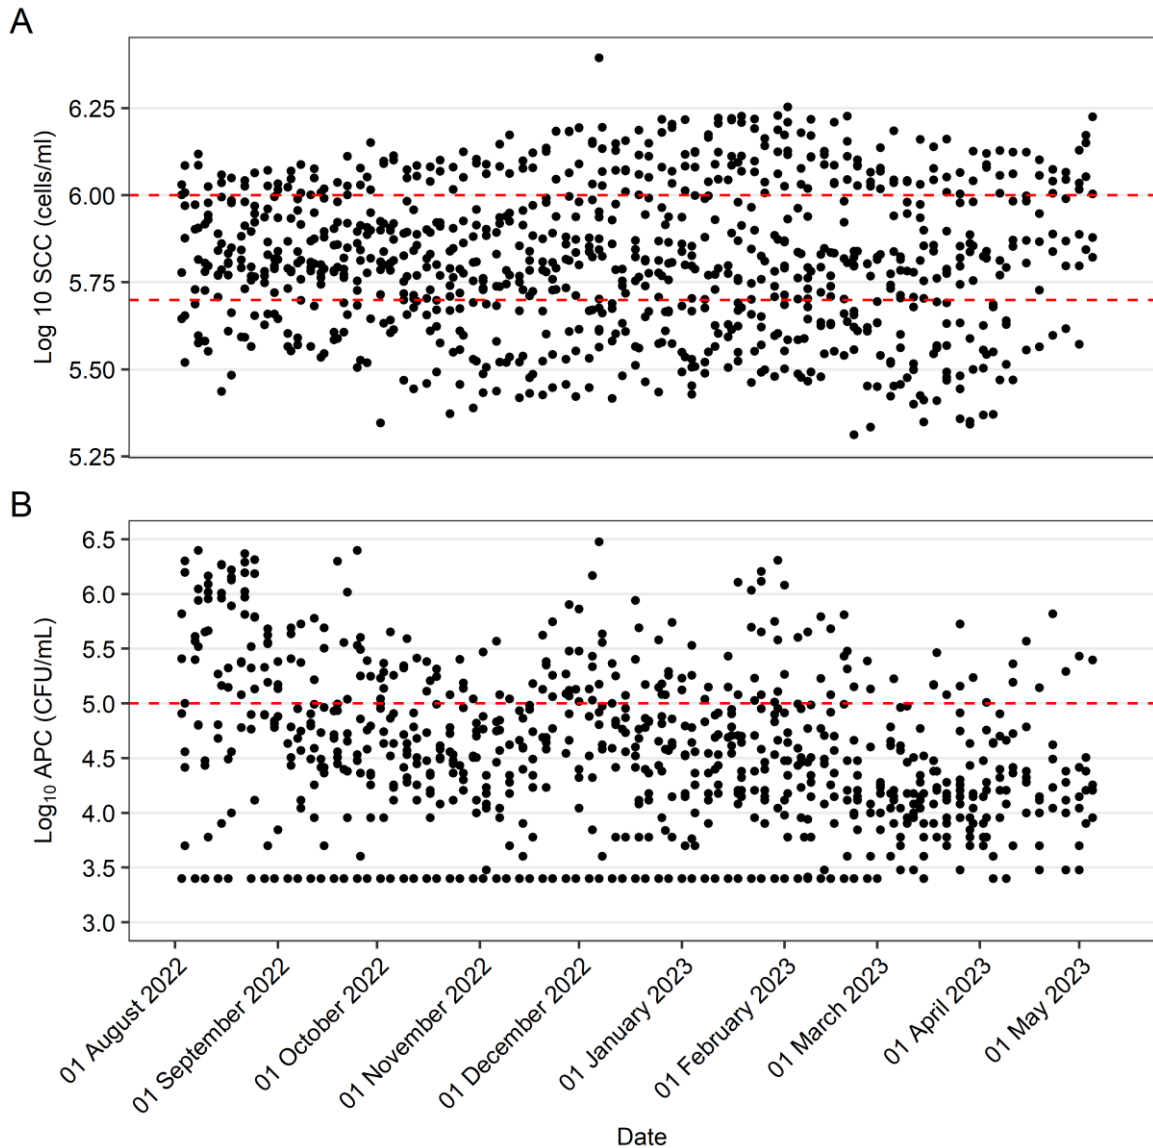 A
Log 10 SCC (cells/ml)
6.25
6.00
5.75
5.50
5.25
B
Log₁₀ APC (CFU/mL)
6.5
6.0
5.5
5.0
4.5
4.0
3.5
3.0
01 August 2022
01 September 2022
01 October 2022
01 November 2022
01 December 2022
01 January 2023
01 February 2023
01 March 2023
01 April 2023
01 May 2023
Date